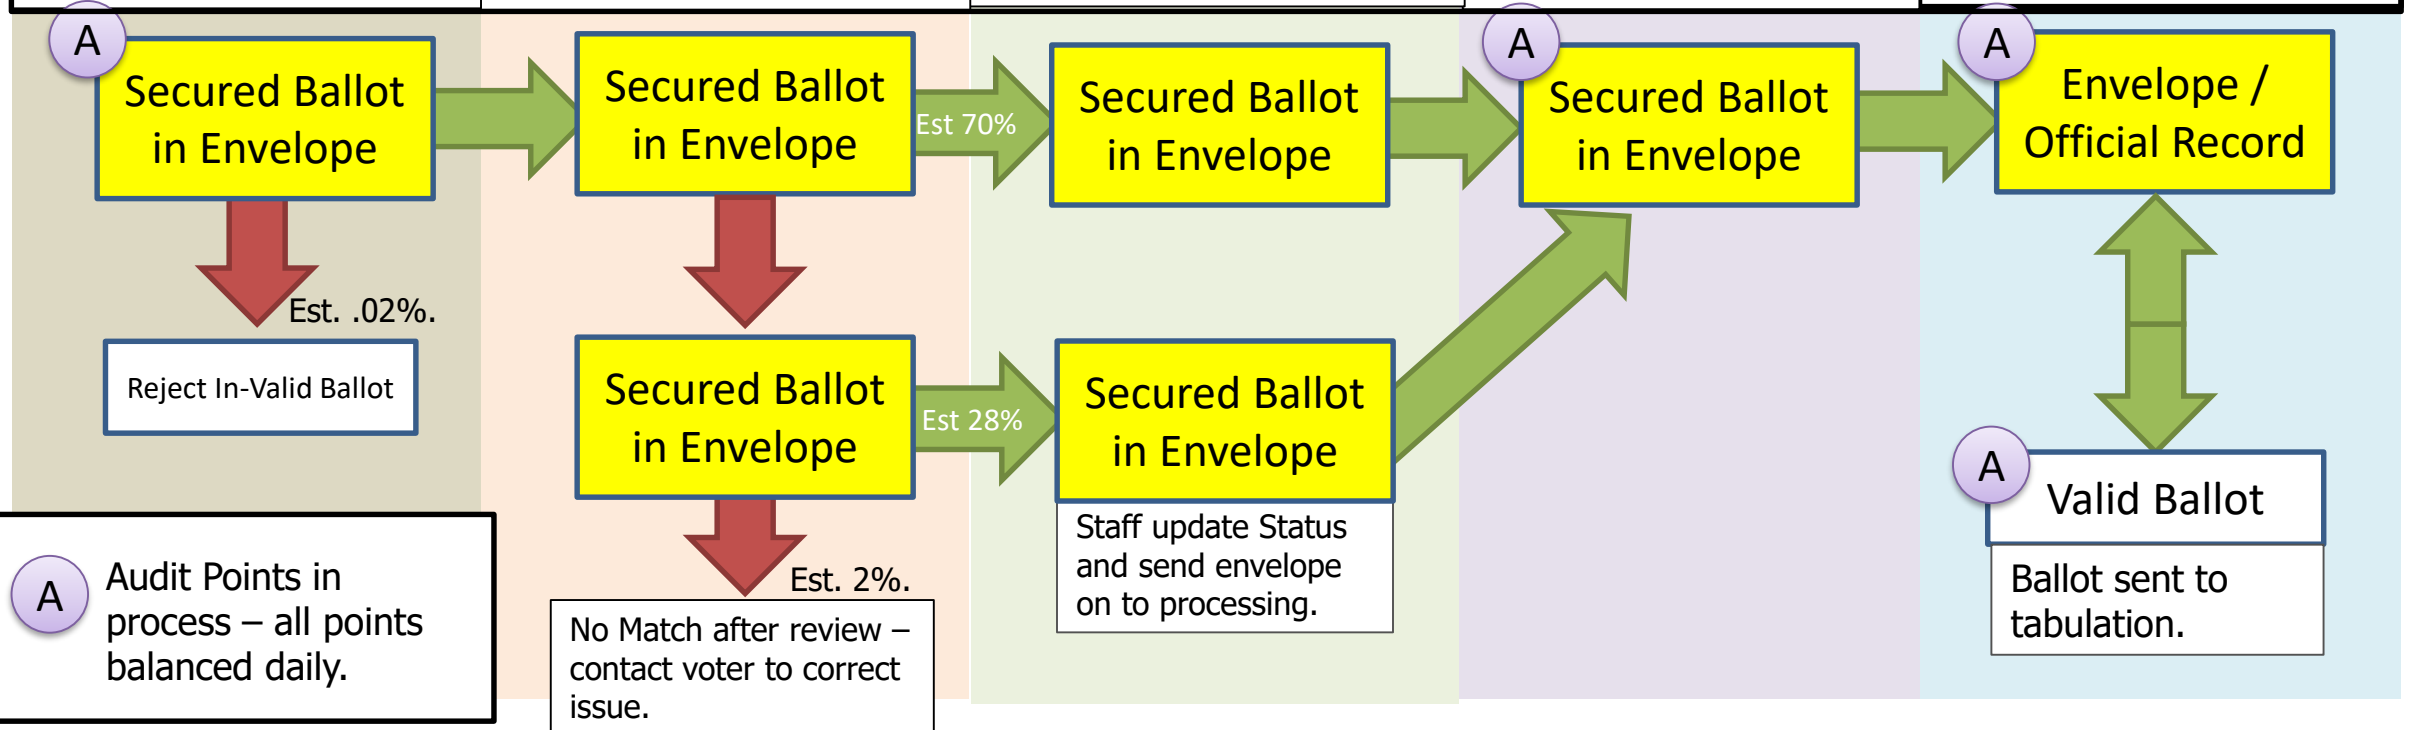 A
Secured Ballot
in Envelope
Secured Ballot
in Envelope
Est 70%
Secured Ballot
in Envelope
A
Secured Ballot
in Envelope
A
Envelope /
Official Record
Est. .02%.
Reject In-Valid Ballot
Secured Ballot
in Envelope
Est 28%
Secured Ballot
in Envelope
Staff update Status
and send envelope
on to processing.
A
Valid Ballot
Ballot sent to
tabulation.
Est. 2%.
No Match after review –
contact voter to correct
issue.
A
Audit Points in
process – all points
balanced daily.